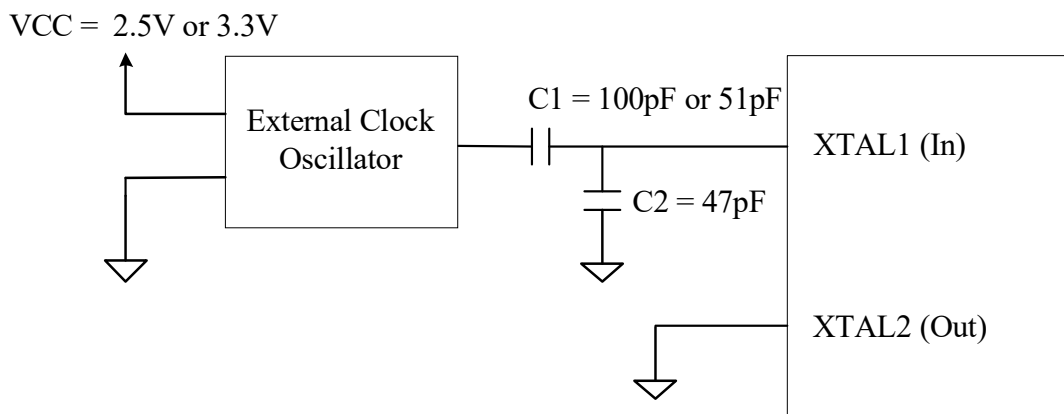 VCC = 2.5V or 3.3V
External Clock
Oscillator
C1 = 100pF or 51pF
XTAL1 (In)
C2 = 47pF
XTAL2 (Out)